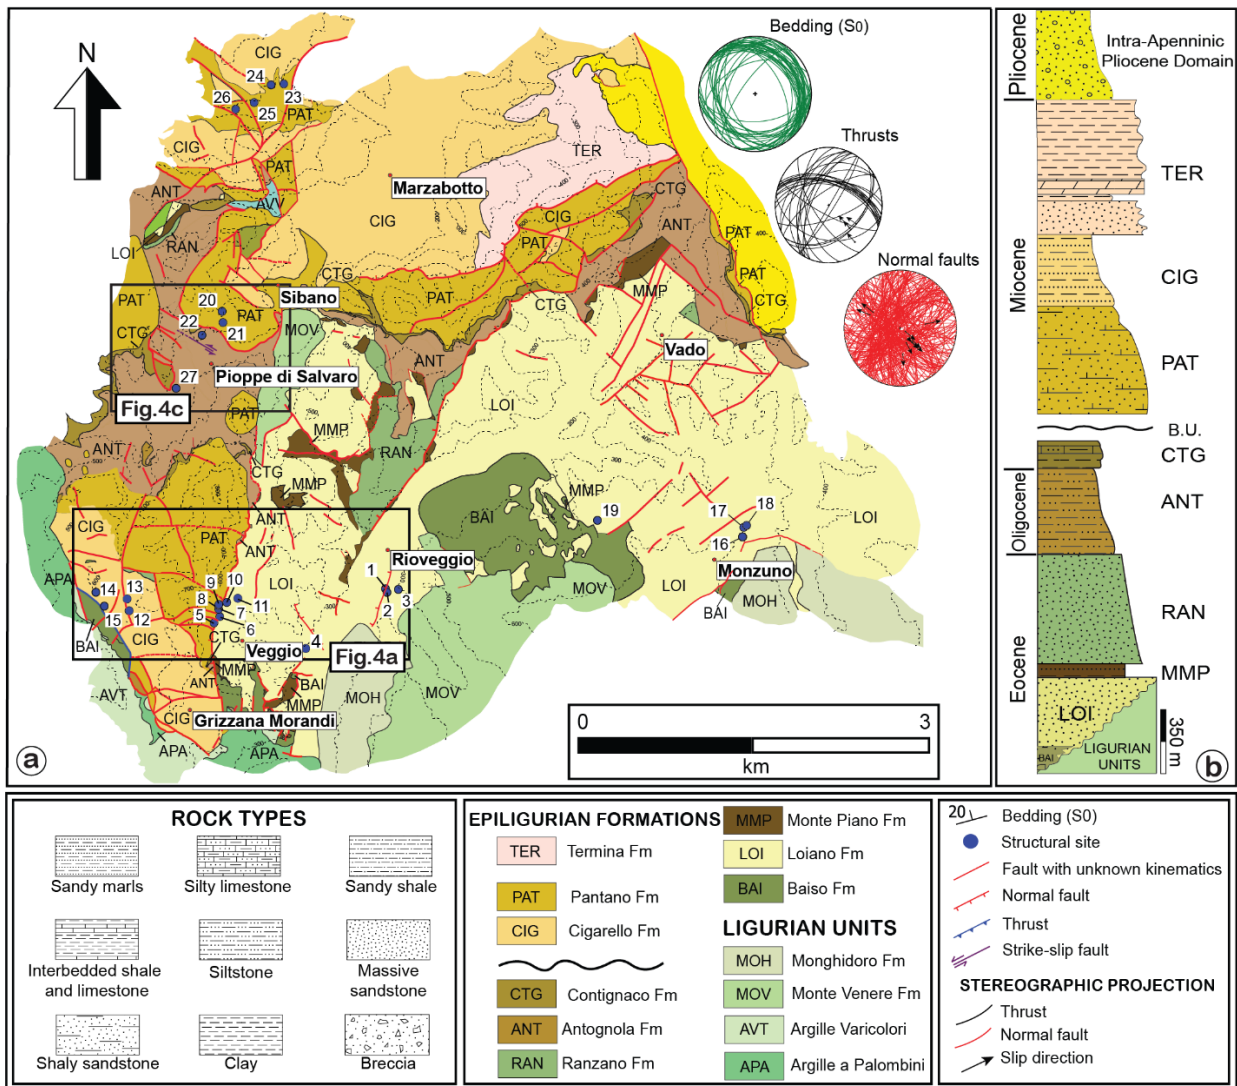 N
CIG
24
26
25
23
PAT
CIG
PAT
ANT
AVV
RAN
LOI
Marzabotto
CIG
TER
CTG
CIG
ANT
PAT
PAT
PAT
CTG
Bedding (S0)
Thrusts
Normal faults
PAT
CTG
20
22
21
PAT
Sibano
MOV
CTG
PAT
CTG
MMP
27
Pioppe di Salvaro
Fig.4c
PAT
ANT
Vado
LOI
MMP
RAN
ANT
CTG
MMP
ANT
CIG
PAT
ANT
LOI
BAI
MMP
19
17
18
16
LOI
APA
14
13
15
12
9
10
8
7
11
5
6
BAI
CIG
CTG
Veggio
4
1
2
3
Rioveggio
Fig.4a
MOV
LOI
Monzuno
BAI
MOH
AVT
MMP
ANT
BAI
MMP
MOH
MOV
CIG
Grizzana Morandi
APA
APA
0
3
km
a
Pliocene
Intra-Apenninic
Pliocene Domain
Miocene
TER
CIG
PAT
B.U.
CTG
Oligocene
ANT
Eocene
RAN
MMP
LOI
BAI
LIGURIAN
UNITS
350 m
b
ROCK TYPES
Sandy marls
Silty limestone
Sandy shale
Interbedded shale
and limestone
Siltstone
Massive
sandstone
Shaly sandstone
Clay
Breccia
EPILIGURIAN FORMATIONS
TER Termina Fm
PAT Pantano Fm
CIG Cigarello Fm
CTG Contignaco Fm
ANT Antognola Fm
RAN Ranzano Fm
MMP Monte Piano Fm
LOI Loiano Fm
BAI Baiso Fm
LIGURIAN UNITS
MOH Monghidoro Fm
MOV Monte Venere Fm
AVT Argille Varicolori
APA Argille a Palombini
20 Bedding (S0)
Structural site
Fault with unknown kinematics
Normal fault
Thrust
Strike-slip fault
STEREOGRAPHIC PROJECTION
Thrust
Normal fault
Slip direction